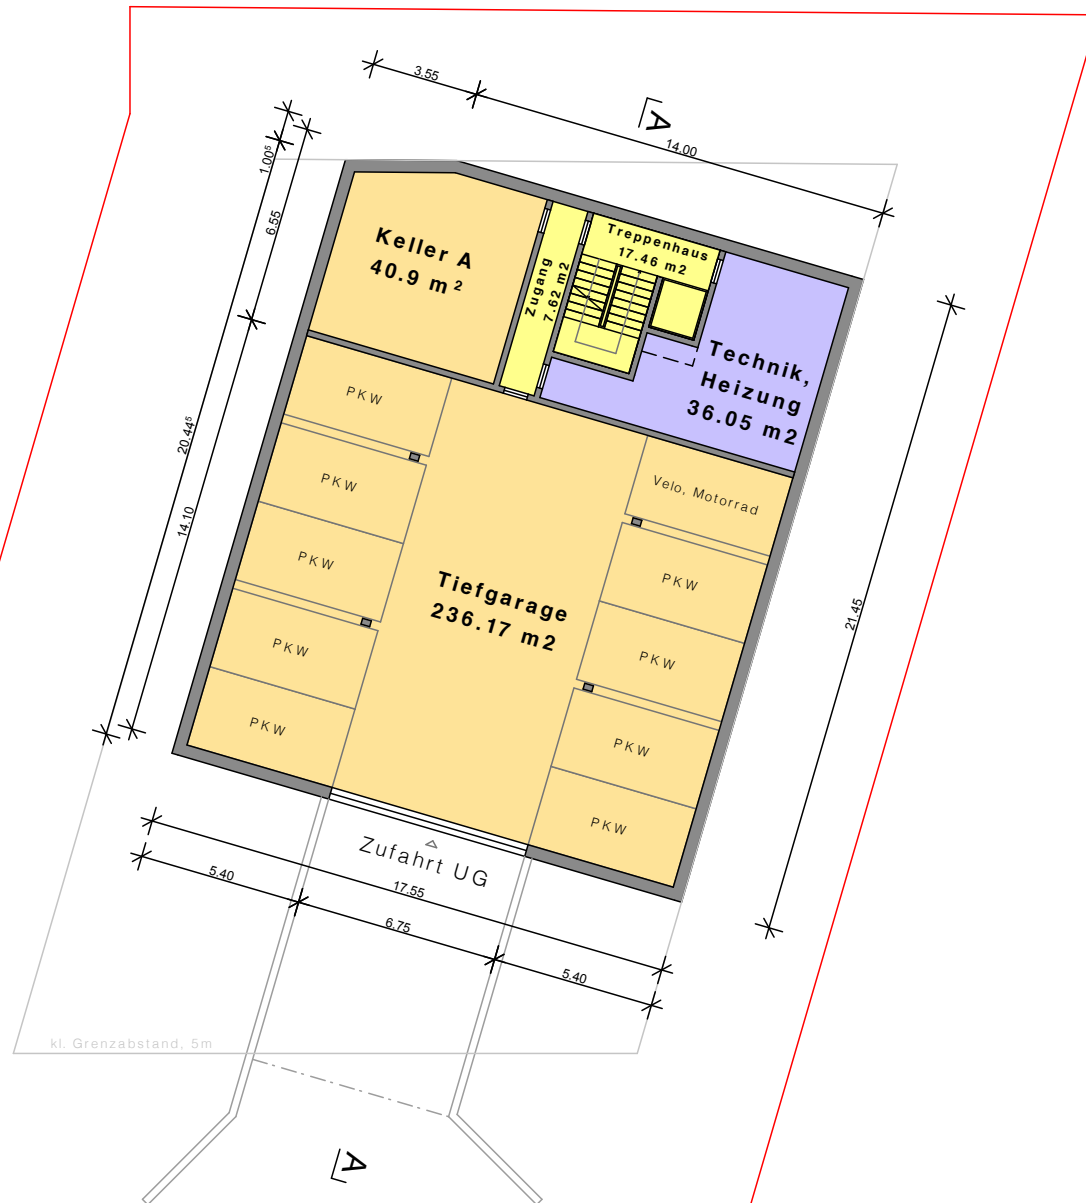 3.55
A
14.00
1.00⁵
6.55
Keller A
40.9 m²
Zugang
7.62 m2
Treppenhaus
17.46 m2
Technik,
Heizung
36.05 m2
PKW
PKW
PKW
PKW
PKW
Velo, Motorrad
PKW
PKW
PKW
PKW
Tiefgarage
236.17 m2
20.44⁵
14.10
21.45
Zufahrt UG
17.55
5.40
6.75
5.40
kl. Grenzabstand, 5m
A